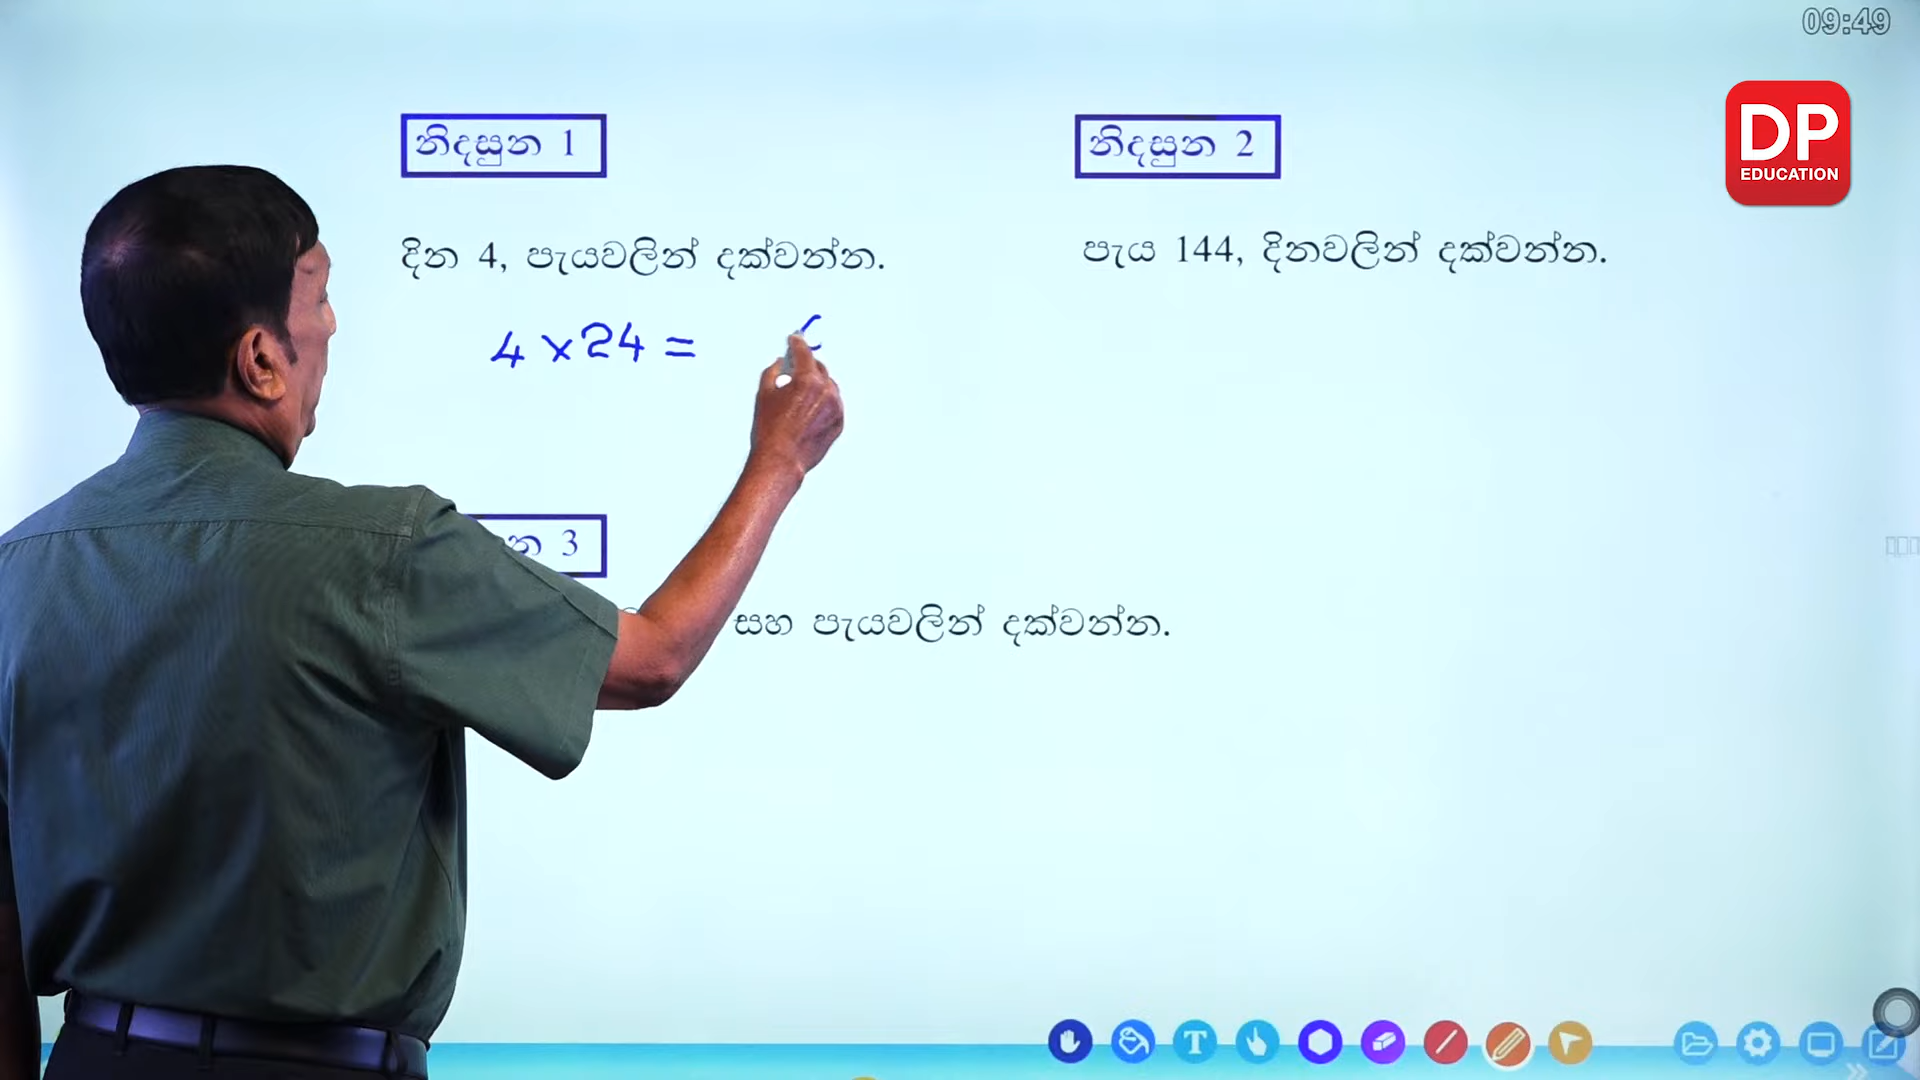 09:49
DP
EDUCATION
නිදසුන 1
දින 4, පැයවලින් දක්වන්න.
4 × 24 =
නිදසුන 2
පැය 144, දිනවලින් දක්වන්න.
3
සහ පැයවලින් දක්වන්න.